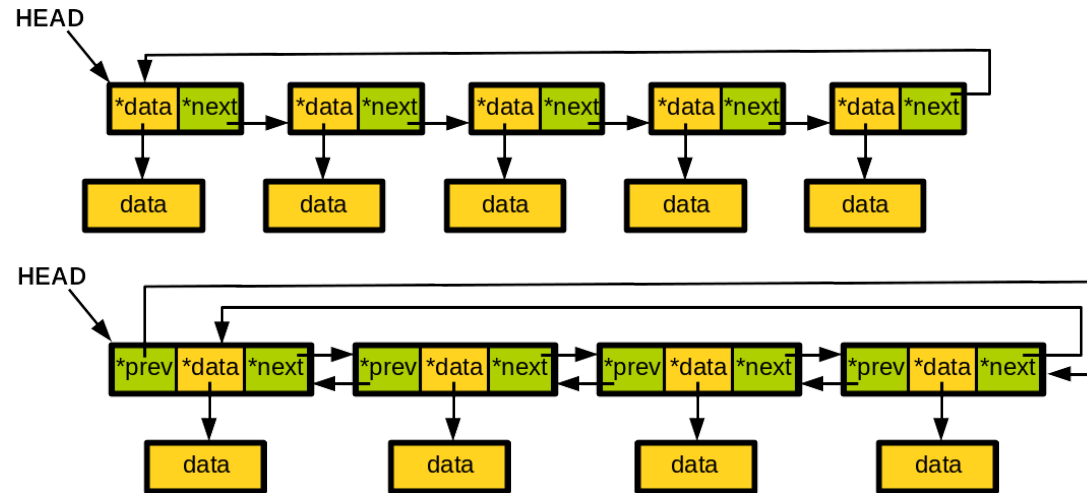 HEAD
*data *next *data *next *data *next *data *next *data *next
data data data data data
HEAD
*prev *data *next *prev *data *next *prev *data *next *prev *data *next
data data data data